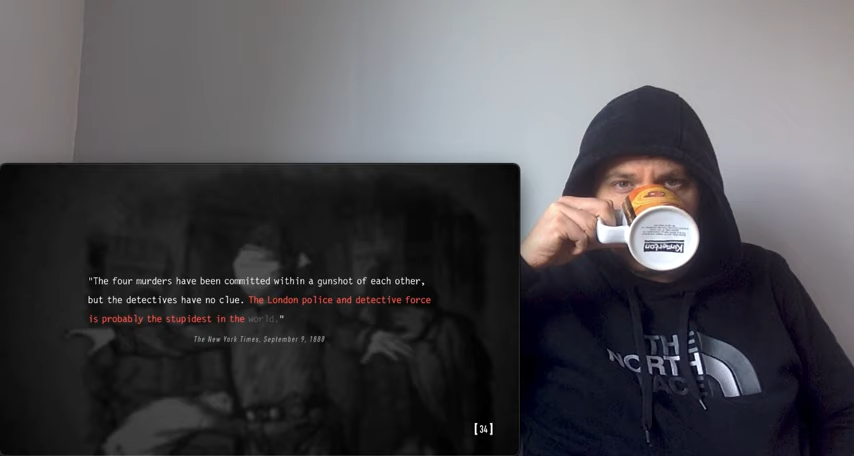 "The four murders have been committed within a gunshot of each other,
but the detectives have no clue. The London police and detective force
is probably the stupidest in the world."
The New York Times, September 9, 1888
[34]
Kinnerton
THE
NORTH
FACE